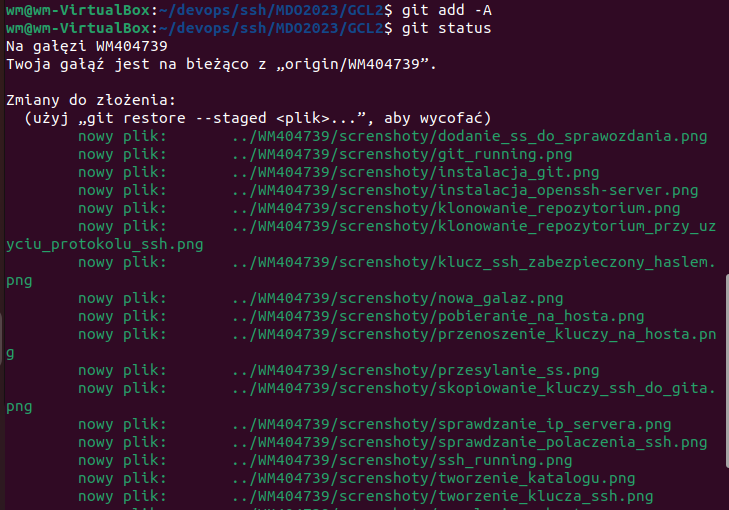 wm@wm-VirtualBox:~/devops/ssh/MDO2023/GCL2$ git add -A
wm@wm-VirtualBox:~/devops/ssh/MDO2023/GCL2$ git status
Na gałęzi WM404739
Twoja gałąź jest na bieżąco z „origin/WM404739”.

Zmiany do złożenia:
  (użyj „git restore --staged <plik>...”, aby wycofać)
        nowy plik:       ../WM404739/screnshoty/dodanie_ss_do_sprawozdania.png
        nowy plik:       ../WM404739/screnshoty/git_running.png
        nowy plik:       ../WM404739/screnshoty/instalacja_git.png
        nowy plik:       ../WM404739/screnshoty/instalacja_openssh-server.png
        nowy plik:       ../WM404739/screnshoty/klonowanie_repozytorium.png
        nowy plik:       ../WM404739/screnshoty/klonowanie_repozytorium_przy_uz
yciu_protokolu_ssh.png
        nowy plik:       ../WM404739/screnshoty/klucz_ssh_zabezpieczony_haslem.
png
        nowy plik:       ../WM404739/screnshoty/nowa_galaz.png
        nowy plik:       ../WM404739/screnshoty/pobieranie_na_hosta.png
        nowy plik:       ../WM404739/screnshoty/przenoszenie_kluczy_na_hosta.pn
g
        nowy plik:       ../WM404739/screnshoty/przesylanie_ss.png
        nowy plik:       ../WM404739/screnshoty/skopiowanie_kluczy_ssh_do_gita.
png
        nowy plik:       ../WM404739/screnshoty/sprawdzanie_ip_servera.png
        nowy plik:       ../WM404739/screnshoty/sprawdzanie_polaczenia_ssh.png
        nowy plik:       ../WM404739/screnshoty/ssh_running.png
        nowy plik:       ../WM404739/screnshoty/tworzenie_katalogu.png
        nowy plik:       ../WM404739/screnshoty/tworzenie_klucza_ssh.png